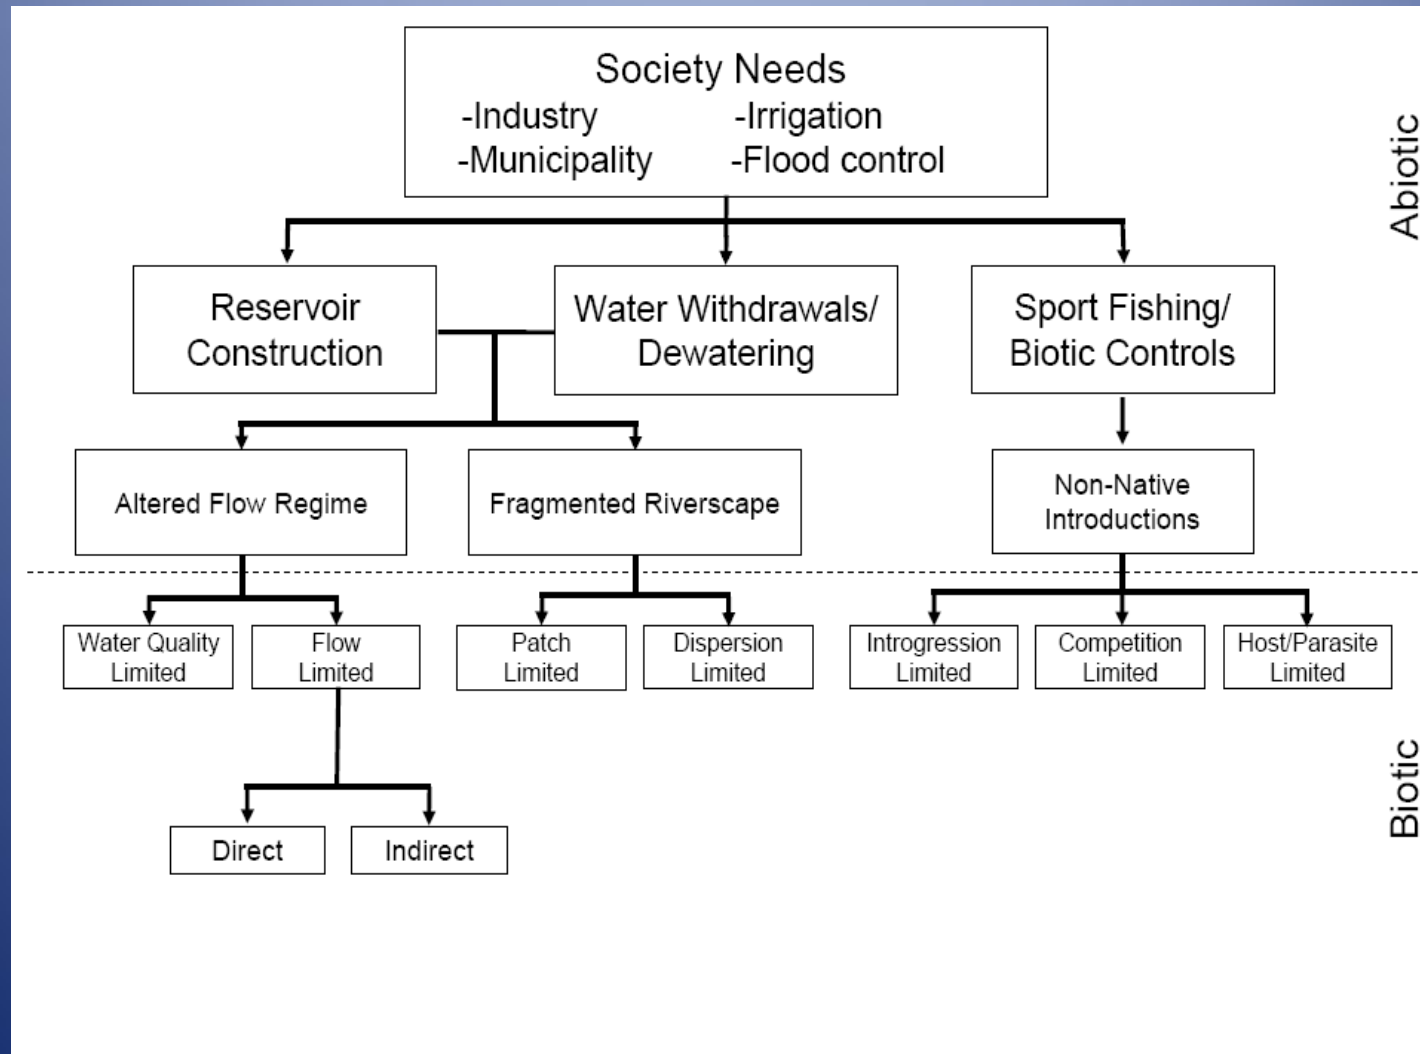 Society Needs
-Industry -Irrigation
-Municipality -Flood control
Abiotic
Reservoir
Construction
Water Withdrawals/
Dewatering
Sport Fishing/
Biotic Controls
Altered Flow Regime
Fragmented Riverscape
Non-Native
Introductions
Water Quality
Limited
Flow
Limited
Patch
Limited
Dispersion
Limited
Introgression
Limited
Competition
Limited
Host/Parasite
Limited
Biotic
Direct
Indirect